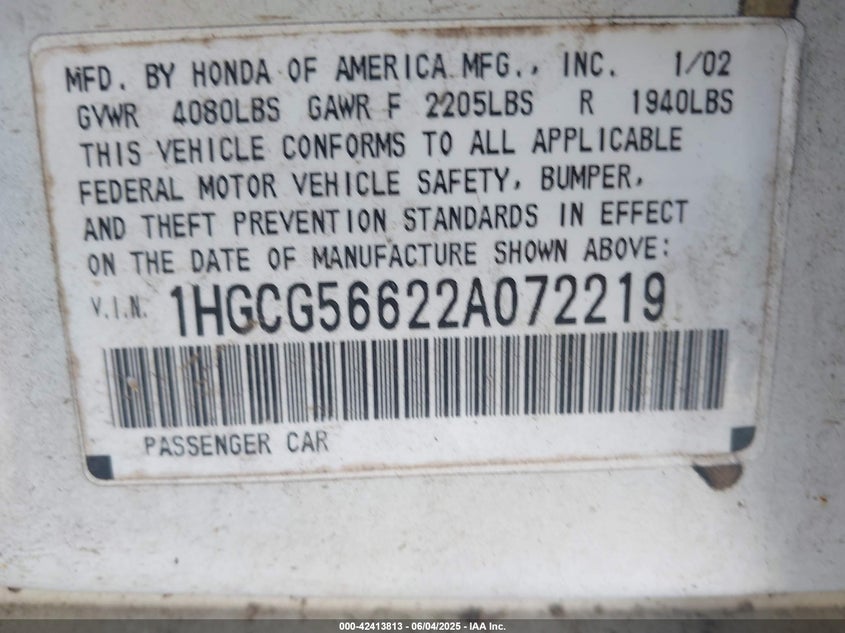 MFD. BY HONDA OF AMERICA MFG., INC. 1/02
GVWR 4080LBS GAWR F 2205LBS R 1940LBS
THIS VEHICLE CONFORMS TO ALL APPLICABLE
FEDERAL MOTOR VEHICLE SAFETY, BUMPER,
AND THEFT PREVENTION STANDARDS IN EFFECT
ON THE DATE OF MANUFACTURE SHOWN ABOVE:
V.I.N. 1HGCG56622A072219
PASSENGER CAR
000-42413813 - 06/04/2025 - IAA Inc.